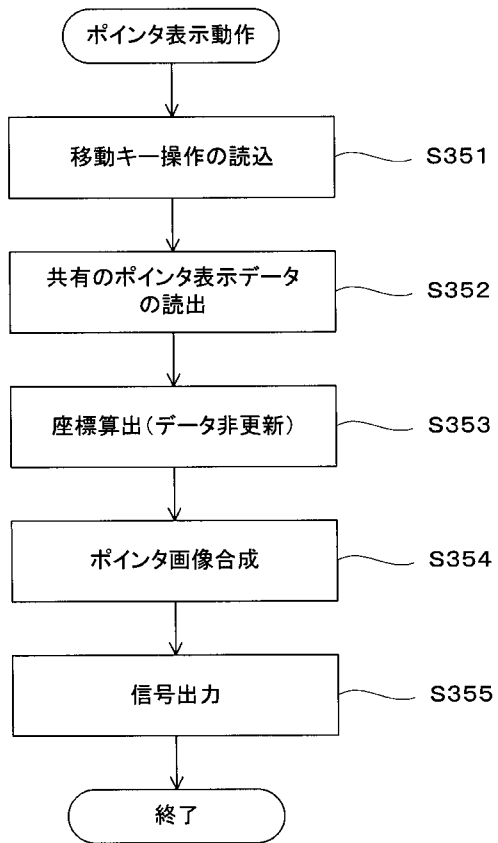 ポインタ表示動作
移動キー操作の読込
S351
共有のポインタ表示データ
の読出
S352
座標算出(データ非更新)
S353
ポインタ画像合成
S354
信号出力
S355
終了